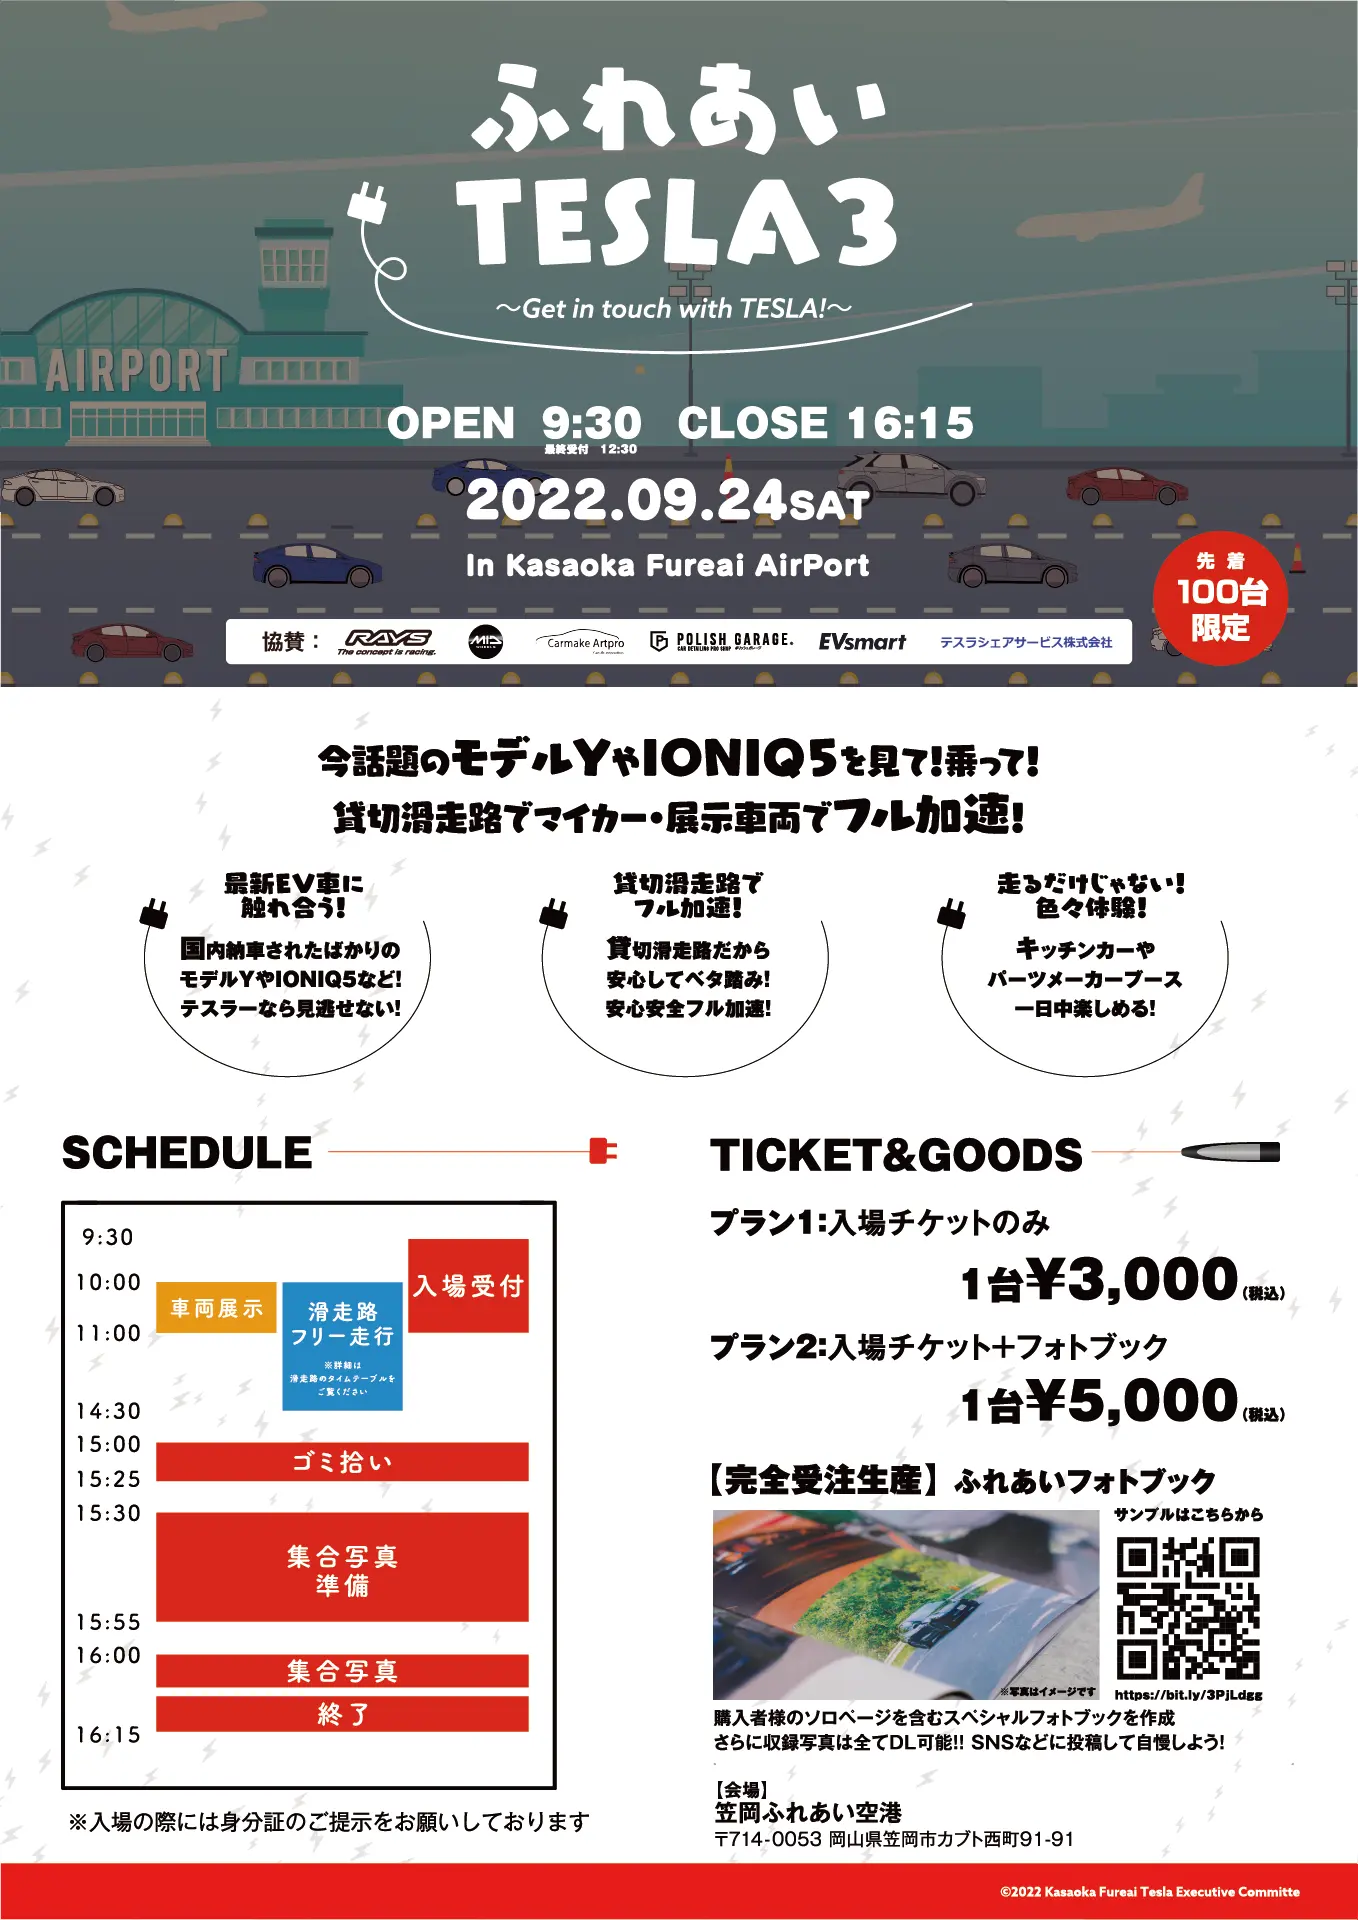 ふれあい
TESLA3
～Get in touch with TESLA!～
AIRPORT
OPEN 9:30 CLOSE 16:15
最終受付 12:30
2022.09.24SAT
In Kasaoka Fureai AirPort
先着
100台
限定
協賛：
RAYS
The concept is racing.
WHEELS
Carmake Artpro
POLISH GARAGE.
CAR DETAILING PRO SHOP
EVsmart
テスラシェアサービス株式会社
今話題のモデルYやIONIQ5を見て!乗って!
貸切滑走路でマイカー・展示車両でフル加速!
最新EV車に
触れ合う!
国内納車されたばかりの
モデルYやIONIQ5など!
テスラーなら見逃せない!
貸切滑走路で
フル加速!
貸切滑走路だから
安心してベタ踏み!
安心安全フル加速!
走るだけじゃない!
色々体験!
キッチンカーや
パーツメーカーブース
一日中楽しめる!
SCHEDULE
9:30
10:00
11:00
14:30
15:00
15:25
15:30
15:55
16:00
16:15
車両展示
滑走路
フリー走行
※詳細は
滑走路のタイムテーブルを
ご覧ください
入場受付
ゴミ拾い
集合写真
準備
集合写真
終了
※入場の際には身分証のご提示をお願いしております
TICKET&GOODS
プラン1:入場チケットのみ
1台¥3,000(税込)
プラン2:入場チケット+フォトブック
1台¥5,000(税込)
【完全受注生産】ふれあいフォトブック
サンプルはこちらから
※写真はイメージです
https://bit.ly/3PjLdgg
購入者様のソロページを含むスペシャルフォトブックを作成
さらに収録写真は全てDL可能!! SNSなどに投稿して自慢しよう!
【会場】
笠岡ふれあい空港
〒714-0053 岡山県笠岡市カブト西町91-91
©2022 Kasaoka Fureai Tesla Executive Committe